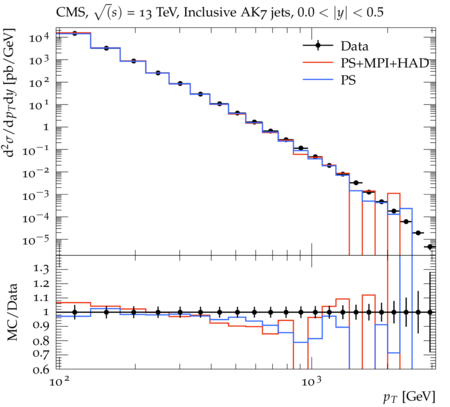 CMS, √(s) = 13 TeV, Inclusive AK7 jets, 0.0 < |y| < 0.5
d²σ/dp_T dy [pb/GeV]
10⁴
10³
10²
10¹
1
10⁻¹
10⁻²
10⁻³
10⁻⁴
10⁻⁵
Data
PS+MPI+HAD
PS
MC/Data
1.3
1.2
1.1
1
0.9
0.8
0.7
0.6
10² 10³
p_T [GeV]